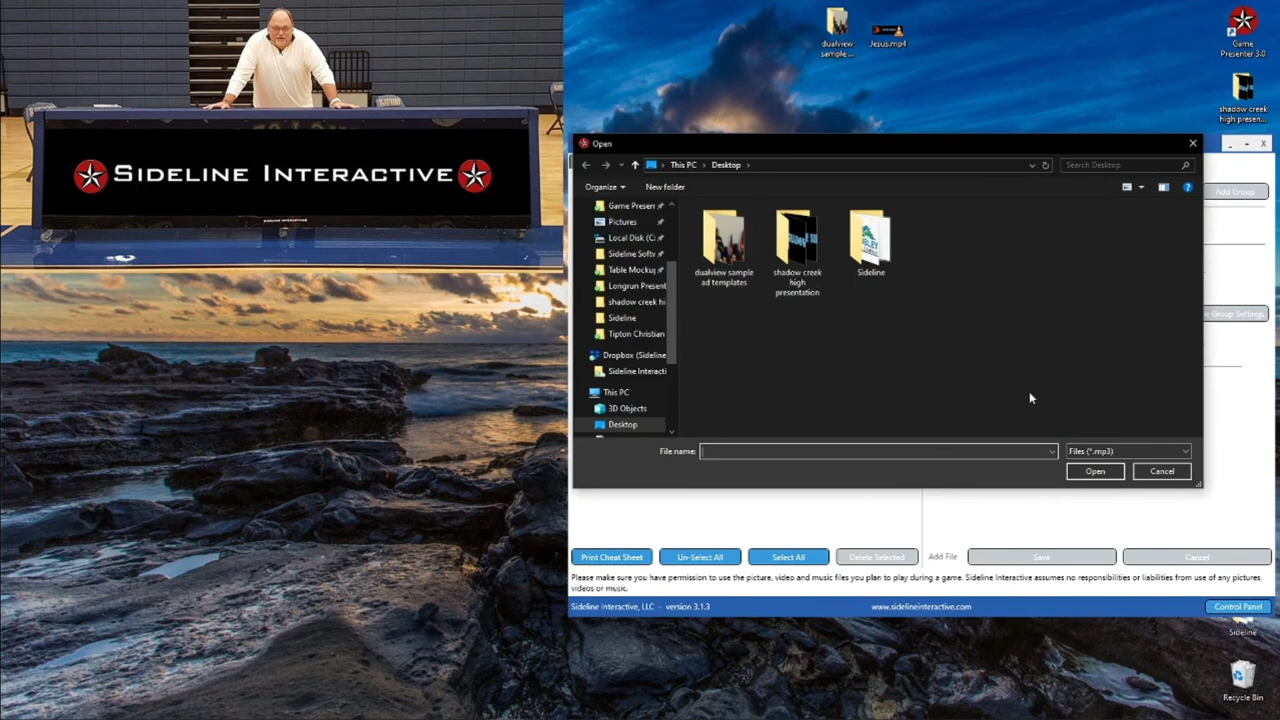 SIDELINE INTERACTIVE
dualview
sample ...
Jesus.mp4
Game
Presenter 3.0
shadow creek
high presen...
Open
This PC
Desktop
Search Desktop
Organize
New folder
Game Presen
Pictures
Local Disk (C:
Sideline Softw
Table Mockup
Longrun Present
shadow creek hi
Sideline
Tipton Christian
Dropbox (Sideline
Sideline Interacti
This PC
3D Objects
Desktop
dualview sample
ad templates
shadow creek
high
presentation
Sideline
File name:
Files (*.mp3)
Open
Cancel
Add Group
e Group Settings
Print Cheat Sheet
Un-Select All
Select All
Delete Selected
Add File
Save
Cancel
Please make sure you have permission to use the picture, video and music files you plan to play during a game. Sideline Interactive assumes no responsibilities or liabilities from use of any pictures,
videos or music.
Sideline Interactive, LLC - version 3.1.3
www.sidelineinteractive.com
Control Panel
Sideline
Recycle Bin